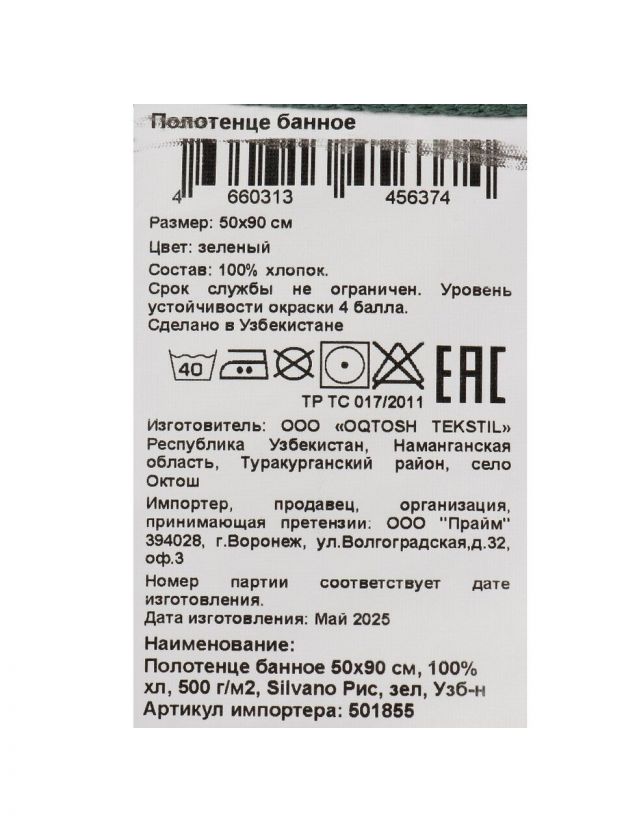 Полотенце банное
4 660313 456374
Размер: 50х90 см
Цвет: зеленый
Состав: 100% хлопок.
Срок службы не ограничен. Уровень
устойчивости окраски 4 балла.
Сделано в Узбекистане
40
EAC
ТР ТС 017/2011
Изготовитель: ООО «OQTOSH TEKSTIL»
Республика Узбекистан, Наманганская
область, Туракурганский район, село
Октош
Импортер, продавец, организация,
принимающая претензии: ООО "Прайм"
394028, г.Воронеж, ул.Волгоградская,д.32,
оф.3
Номер партии соответствует дате
изготовления.
Дата изготовления: Май 2025
Наименование:
Полотенце банное 50х90 см, 100%
хл, 500 г/м2, Silvano Рис, зел, Узб-н
Артикул импортера: 501855